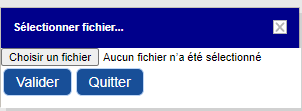 Sélectionner fichier...
Choisir un fichier Aucun fichier n'a été sélectionné
Valider Quitter